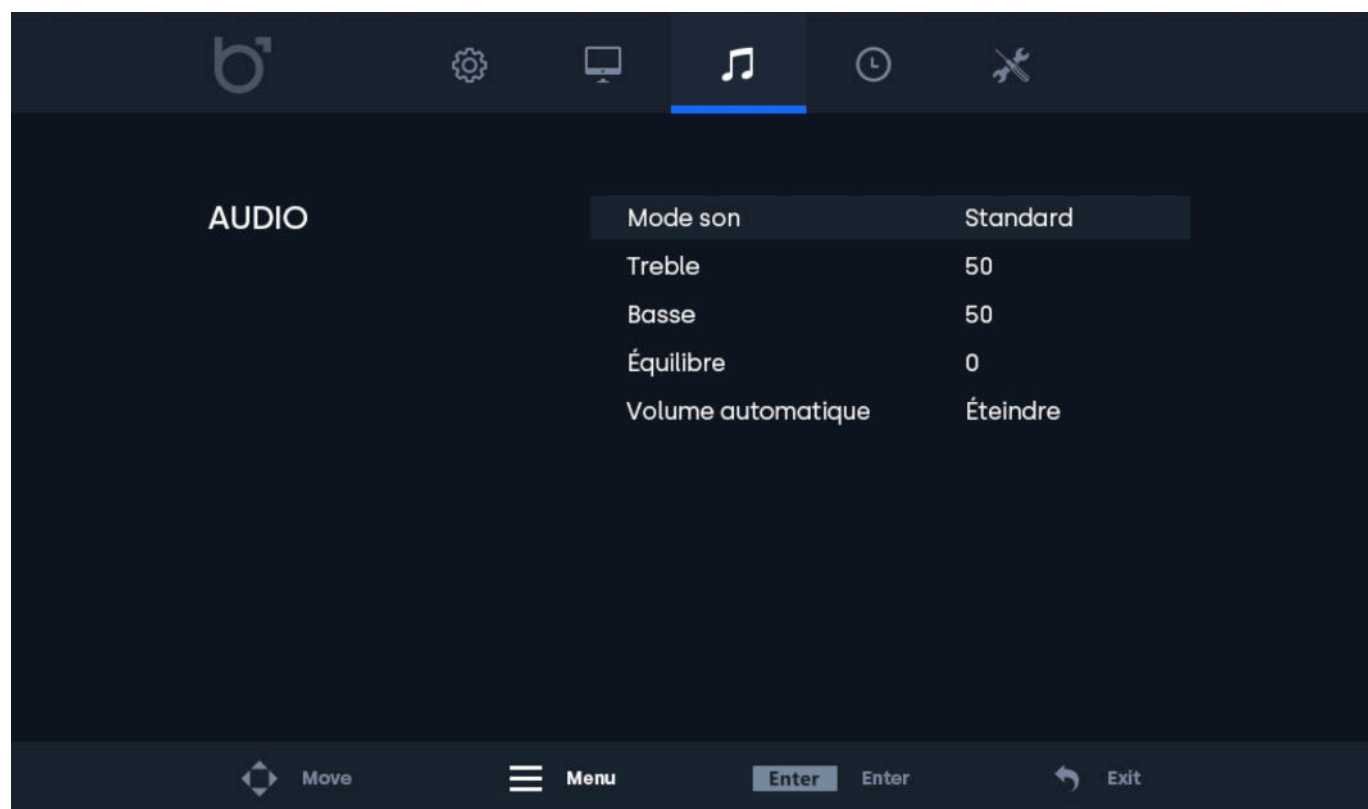 AUDIO
Mode son Standard
Treble 50
Basse 50
Équilibre 0
Volume automatique Éteindre
Move Menu Enter Enter Exit